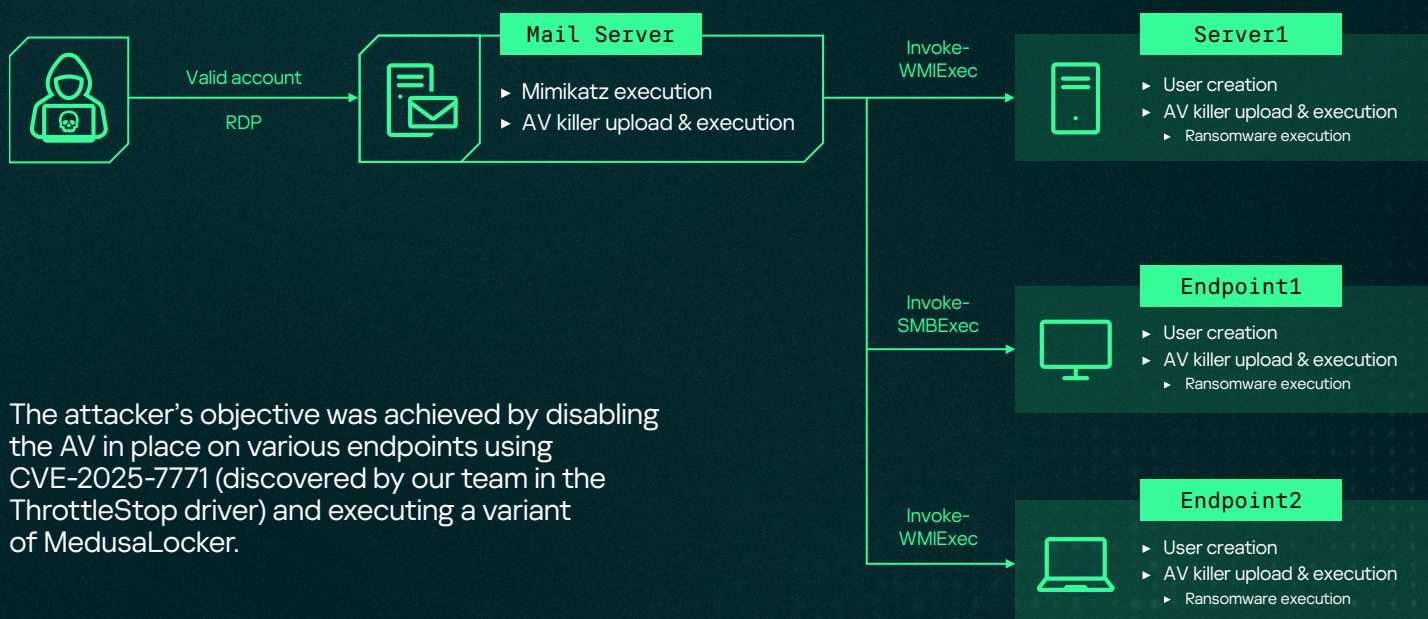 Valid account
RDP
Mail Server
▸ Mimikatz execution
▸ AV killer upload & execution
Invoke-
WMIExec
Server1
▸ User creation
▸ AV killer upload & execution
▸ Ransomware execution
Invoke-
SMBExec
Endpoint1
▸ User creation
▸ AV killer upload & execution
▸ Ransomware execution
The attacker’s objective was achieved by disabling
the AV in place on various endpoints using
CVE-2025-7771 (discovered by our team in the
ThrottleStop driver) and executing a variant
of MedusaLocker.
Invoke-
WMIExec
Endpoint2
▸ User creation
▸ AV killer upload & execution
▸ Ransomware execution